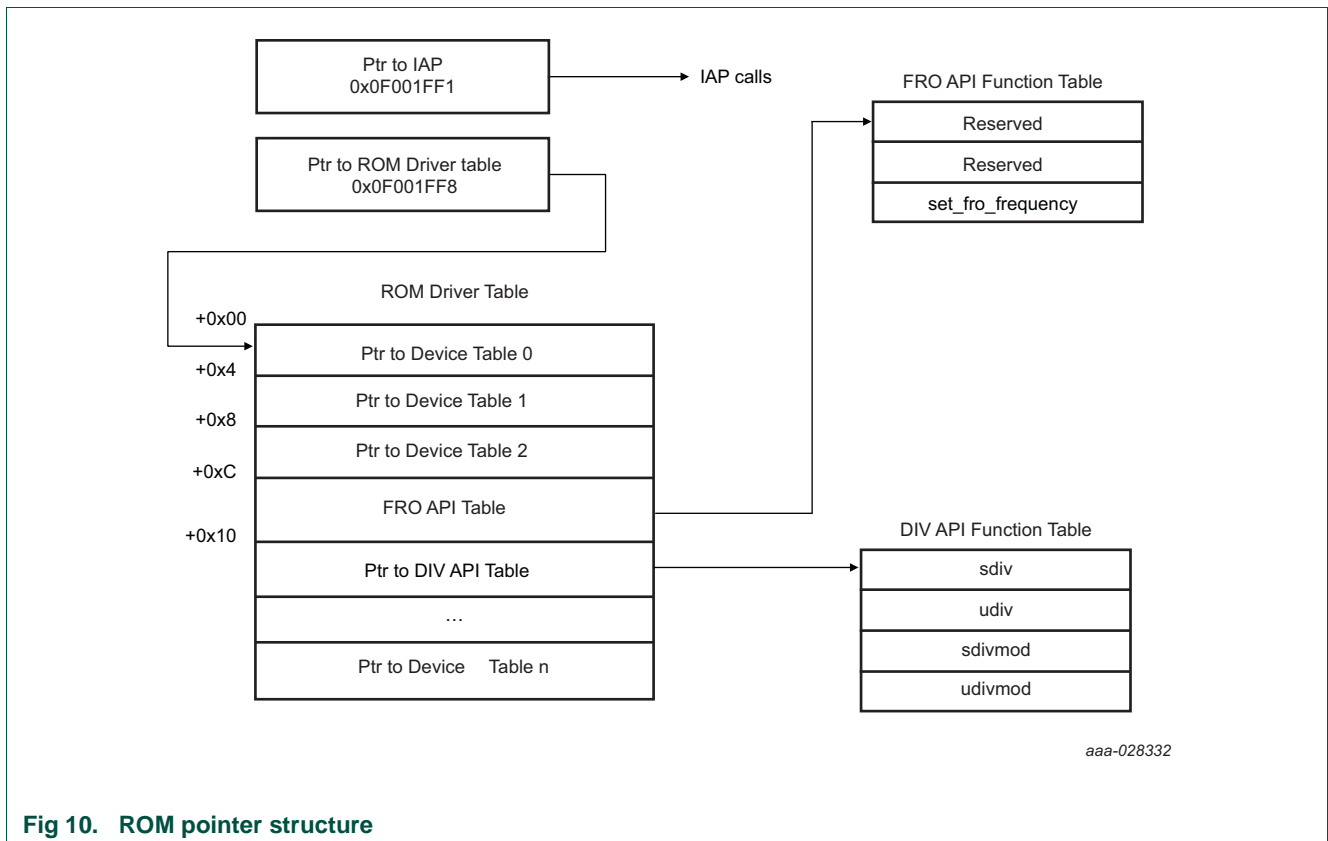 Ptr to IAP
0x0F001FF1
IAP calls
Ptr to ROM Driver table
0x0F001FF8
FRO API Function Table
Reserved
Reserved
set_fro_frequency
ROM Driver Table
+0x00
Ptr to Device Table 0
+0x4
Ptr to Device Table 1
+0x8
Ptr to Device Table 2
+0xC
FRO API Table
+0x10
Ptr to DIV API Table
…
Ptr to Device Table n
DIV API Function Table
sdiv
udiv
sdivmod
udivmod
aaa-028332
Fig 10. ROM pointer structure